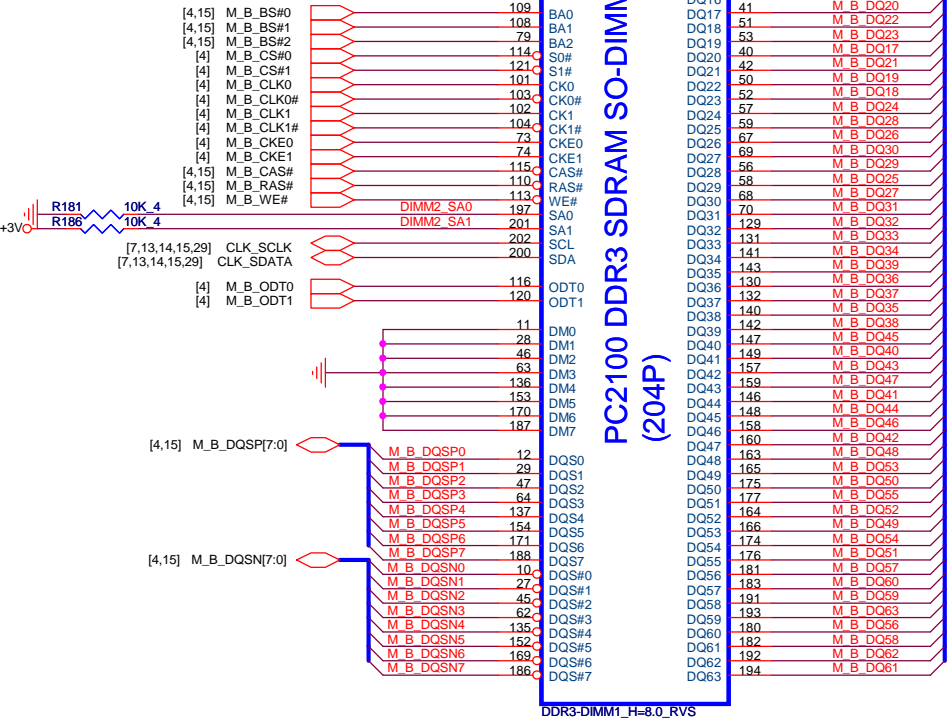 [4,15] M_B_BS#0 109 BA0
[4,15] M_B_BS#1 108 BA1
[4,15] M_B_BS#2 79 BA2
[4] M_B_CS#0 114 S0#
[4] M_B_CS#1 121 S1#
[4] M_B_CLK0 101 CK0
[4] M_B_CLK0# 103 CK0#
[4] M_B_CLK1 102 CK1
[4] M_B_CLK1# 104 CK1#
[4] M_B_CKE0 73 CKE0
[4] M_B_CKE1 74 CKE1
[4,15] M_B_CAS# 115 CAS#
[4,15] M_B_RAS# 110 RAS#
[4,15] M_B_WE# 113 WE#
R181 10K_4 DIMM2_SA0 197 SA0
+3V R186 10K_4 DIMM2_SA1 201 SA1
[7,13,14,15,29] CLK_SCLK 202 SCL
[7,13,14,15,29] CLK_SDATA 200 SDA
[4] M_B_ODT0 116 ODT0
[4] M_B_ODT1 120 ODT1
11 DM0
28 DM1
46 DM2
63 DM3
136 DM4
153 DM5
170 DM6
187 DM7
[4,15] M_B_DQSP[7:0]
M_B_DQSP0 12 DQS0
M_B_DQSP1 29 DQS1
M_B_DQSP2 47 DQS2
M_B_DQSP3 64 DQS3
M_B_DQSP4 137 DQS4
M_B_DQSP5 154 DQS5
M_B_DQSP6 171 DQS6
M_B_DQSP7 188 DQS7
[4,15] M_B_DQSN[7:0]
M_B_DQSN0 10 DQS#0
M_B_DQSN1 27 DQS#1
M_B_DQSN2 45 DQS#2
M_B_DQSN3 62 DQS#3
M_B_DQSN4 135 DQS#4
M_B_DQSN5 152 DQS#5
M_B_DQSN6 169 DQS#6
M_B_DQSN7 186 DQS#7
PC2100 DDR3 SDRAM SO-DIMM
(204P)
DQ17 41 M_B_DQ20
DQ18 51 M_B_DQ22
DQ19 53 M_B_DQ23
DQ20 40 M_B_DQ17
DQ21 42 M_B_DQ21
DQ22 50 M_B_DQ19
DQ23 52 M_B_DQ18
DQ24 57 M_B_DQ24
DQ25 59 M_B_DQ28
DQ26 67 M_B_DQ26
DQ27 69 M_B_DQ30
DQ28 56 M_B_DQ29
DQ29 58 M_B_DQ25
DQ30 68 M_B_DQ27
DQ31 70 M_B_DQ31
DQ32 129 M_B_DQ32
DQ33 131 M_B_DQ33
DQ34 141 M_B_DQ34
DQ35 143 M_B_DQ39
DQ36 130 M_B_DQ36
DQ37 132 M_B_DQ37
DQ38 140 M_B_DQ35
DQ39 142 M_B_DQ38
DQ40 147 M_B_DQ45
DQ41 149 M_B_DQ40
DQ42 157 M_B_DQ43
DQ43 159 M_B_DQ47
DQ44 146 M_B_DQ41
DQ45 148 M_B_DQ44
DQ46 158 M_B_DQ46
DQ47 160 M_B_DQ42
DQ48 163 M_B_DQ48
DQ49 165 M_B_DQ53
DQ50 175 M_B_DQ50
DQ51 177 M_B_DQ55
DQ52 164 M_B_DQ52
DQ53 166 M_B_DQ49
DQ54 174 M_B_DQ54
DQ55 176 M_B_DQ51
DQ56 181 M_B_DQ57
DQ57 183 M_B_DQ60
DQ58 191 M_B_DQ59
DQ59 193 M_B_DQ63
DQ60 180 M_B_DQ56
DQ61 182 M_B_DQ58
DQ62 192 M_B_DQ62
DQ63 194 M_B_DQ61
DDR3-DIMM1_H=8.0_RVS